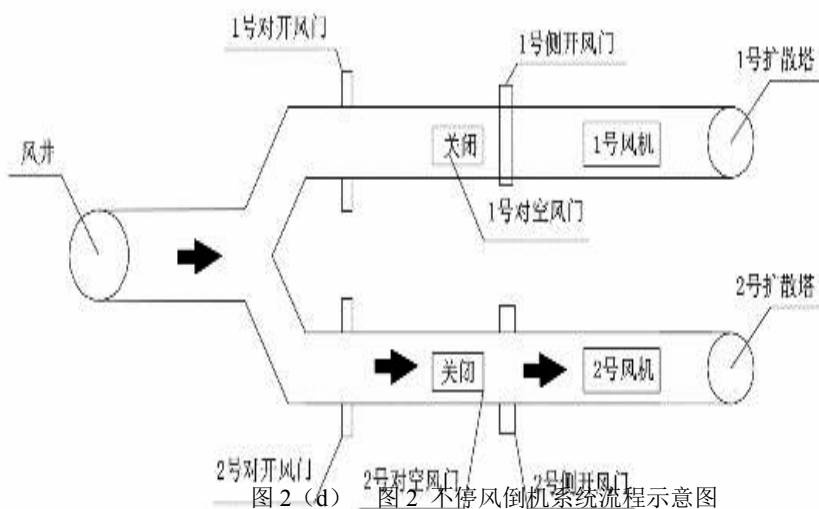 1号对开风门
1号侧开风门
1号扩散塔
风井
关闭
1号风机
1号对空风门
2号扩散塔
关闭
2号风机
2号对开风门
2号对空风门
2号侧开风门
图2（d） 图2 不停风倒机系统流程示意图